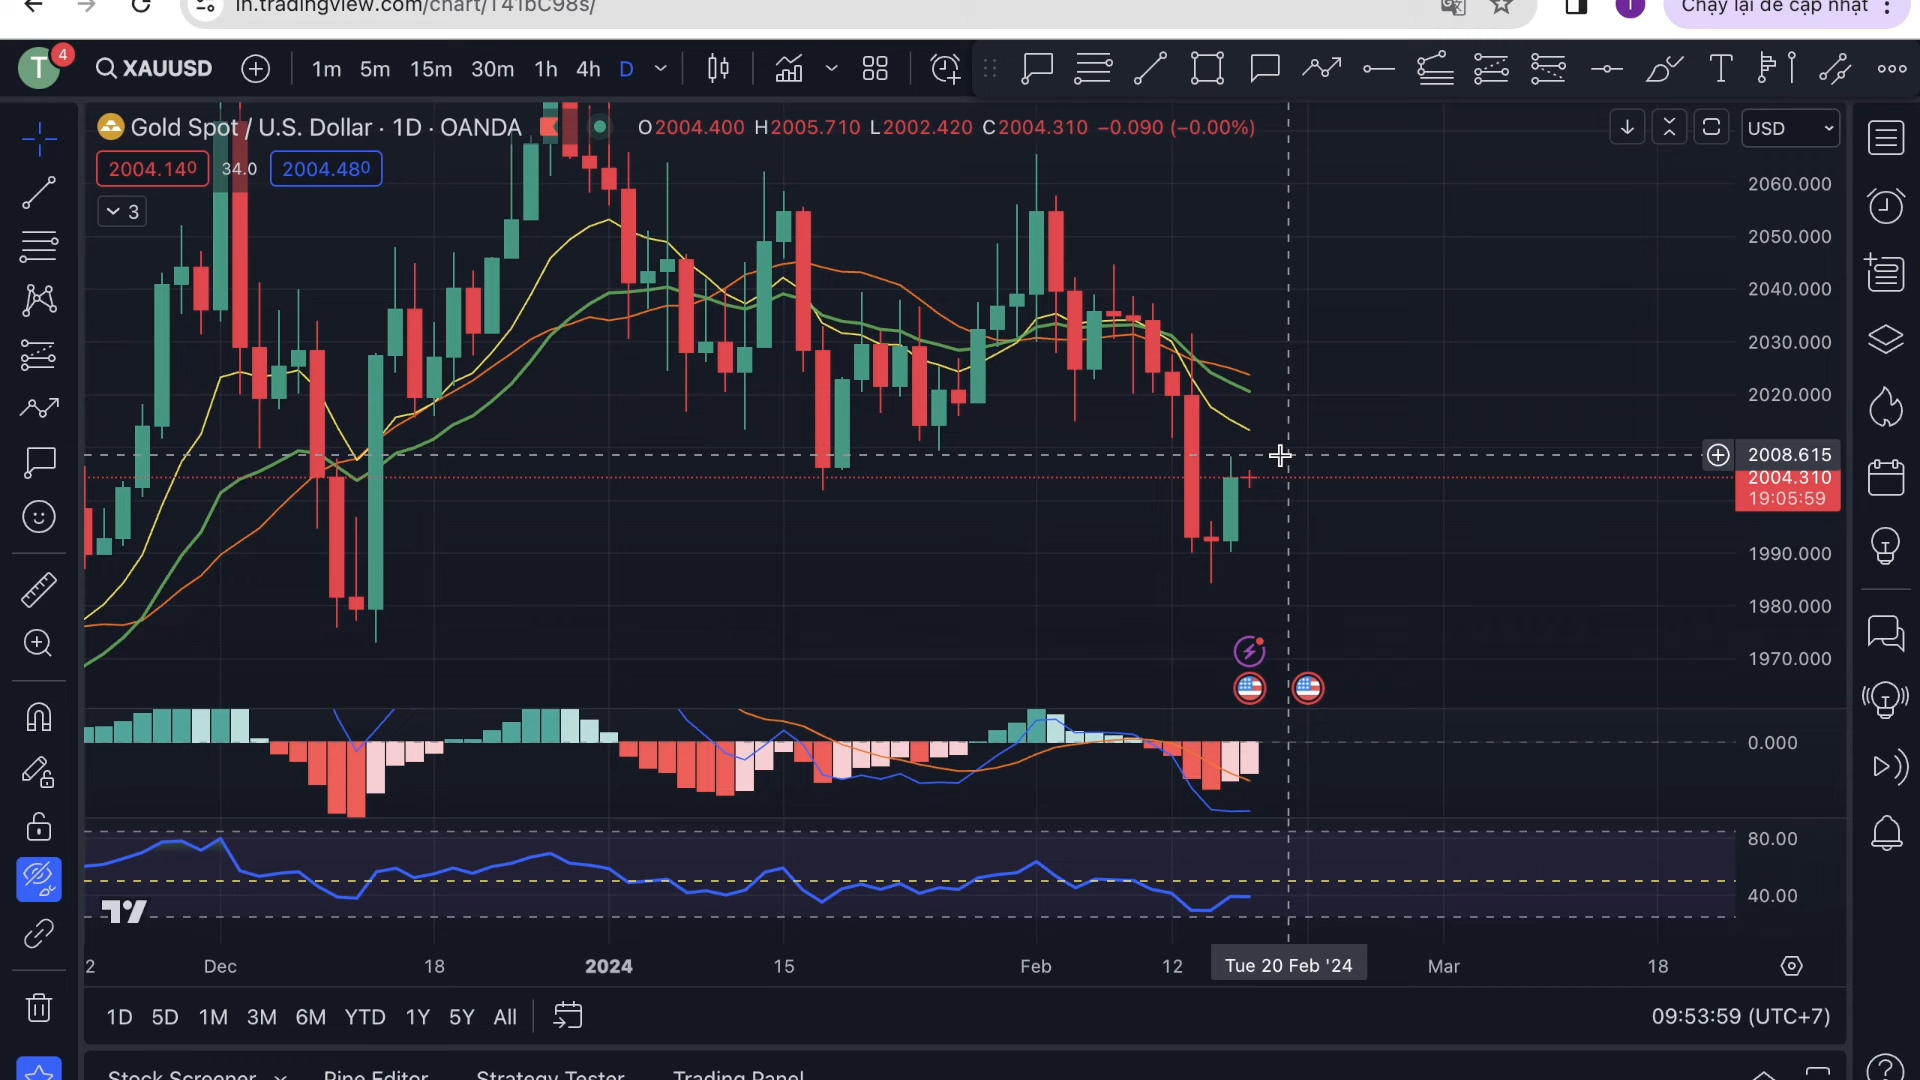 in.tradingview.com/chart/T41bC98s/
Chạy lại để cập nhật
T 4 XAUUSD 1m 5m 15m 30m 1h 4h D
Gold Spot / U.S. Dollar · 1D · OANDA O2004.400 H2005.710 L2002.420 C2004.310 −0.090 (−0.00%)
USD
2004.140 34.0 2004.480
3
2060.000
2050.000
2040.000
2030.000
2020.000
2008.615
2004.310
19:05:59
1990.000
1980.000
1970.000
0.000
80.00
40.00
2 Dec 18 2024 15 Feb 12 Tue 20 Feb '24 Mar 18
1D 5D 1M 3M 6M YTD 1Y 5Y All 09:53:59 (UTC+7)
Stock Screener Pine Editor Strategy Tester Trading Panel